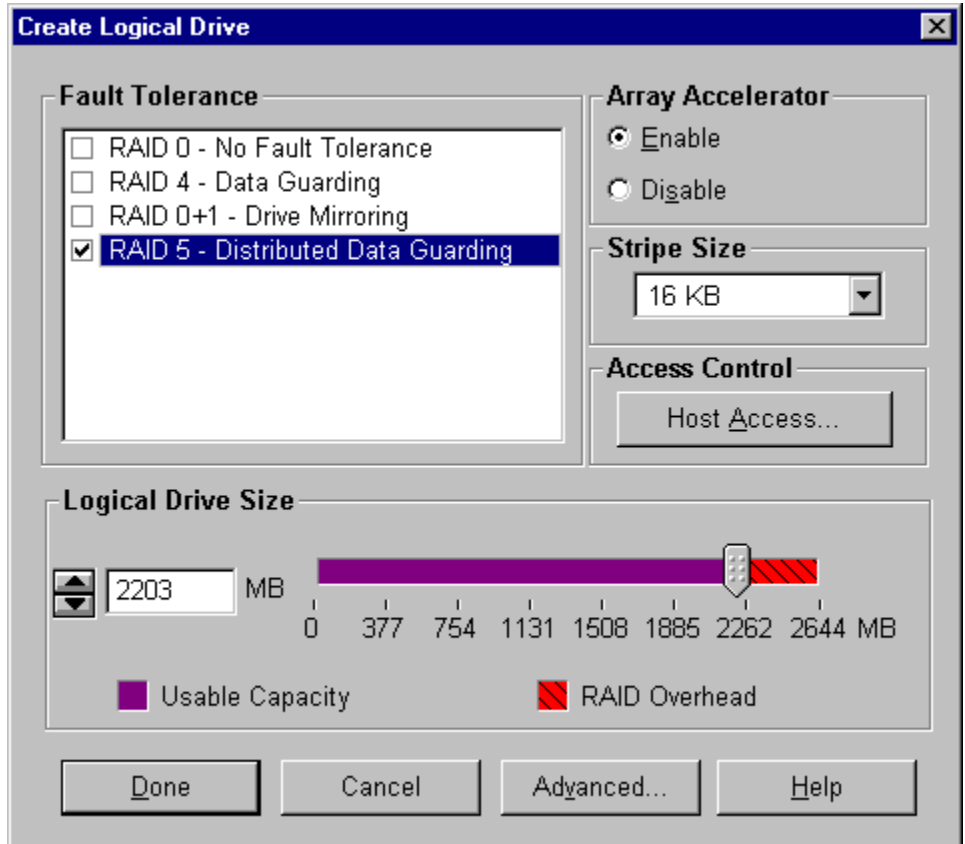 Create Logical Drive
Fault Tolerance
RAID 0 - No Fault Tolerance
RAID 4 - Data Guarding
RAID 0+1 - Drive Mirroring
RAID 5 - Distributed Data Guarding
Array Accelerator
Enable
Disable
Stripe Size
16 KB
Access Control
Host Access...
Logical Drive Size
2203 MB
0 377 754 1131 1508 1885 2262 2644 MB
Usable Capacity RAID Overhead
Done Cancel Advanced... Help